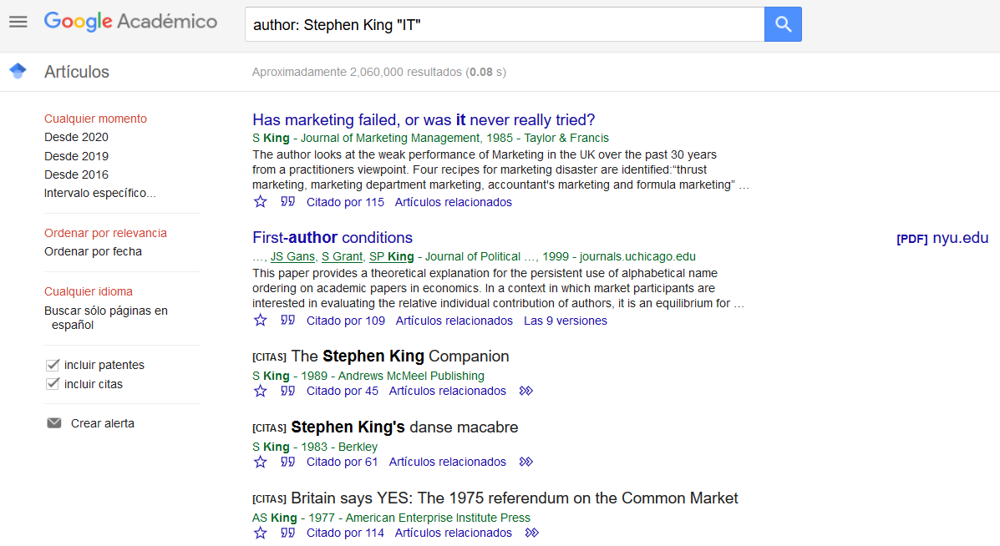 Google Académico
author: Stephen King "IT"
Artículos
Aproximadamente 2,060,000 resultados (0.08 s)
Cualquier momento
Desde 2020
Desde 2019
Desde 2016
Intervalo específico...
Ordenar por relevancia
Ordenar por fecha
Cualquier idioma
Buscar sólo páginas en
español
incluir patentes
incluir citas
Crear alerta
Has marketing failed, or was it never really tried?
S King - Journal of Marketing Management, 1985 - Taylor & Francis
The author looks at the weak performance of Marketing in the UK over the past 30 years
from a practitioners viewpoint. Four recipes for marketing disaster are identified:“thrust
marketing, marketing department marketing, accountant's marketing and formula marketing” …
Citado por 115 Artículos relacionados
First-author conditions
[PDF] nyu.edu
…, JS Gans, S Grant, SP King - Journal of Political …, 1999 - journals.uchicago.edu
This paper provides a theoretical explanation for the persistent use of alphabetical name
ordering on academic papers in economics. In a context in which market participants are
interested in evaluating the relative individual contribution of authors, it is an equilibrium for …
Citado por 109 Artículos relacionados Las 9 versiones
[CITAS] The Stephen King Companion
S King - 1989 - Andrews McMeel Publishing
Citado por 45 Artículos relacionados
[CITAS] Stephen King's danse macabre
S King - 1983 - Berkley
Citado por 61 Artículos relacionados
[CITAS] Britain says YES: The 1975 referendum on the Common Market
AS King - 1977 - American Enterprise Institute Press
Citado por 114 Artículos relacionados